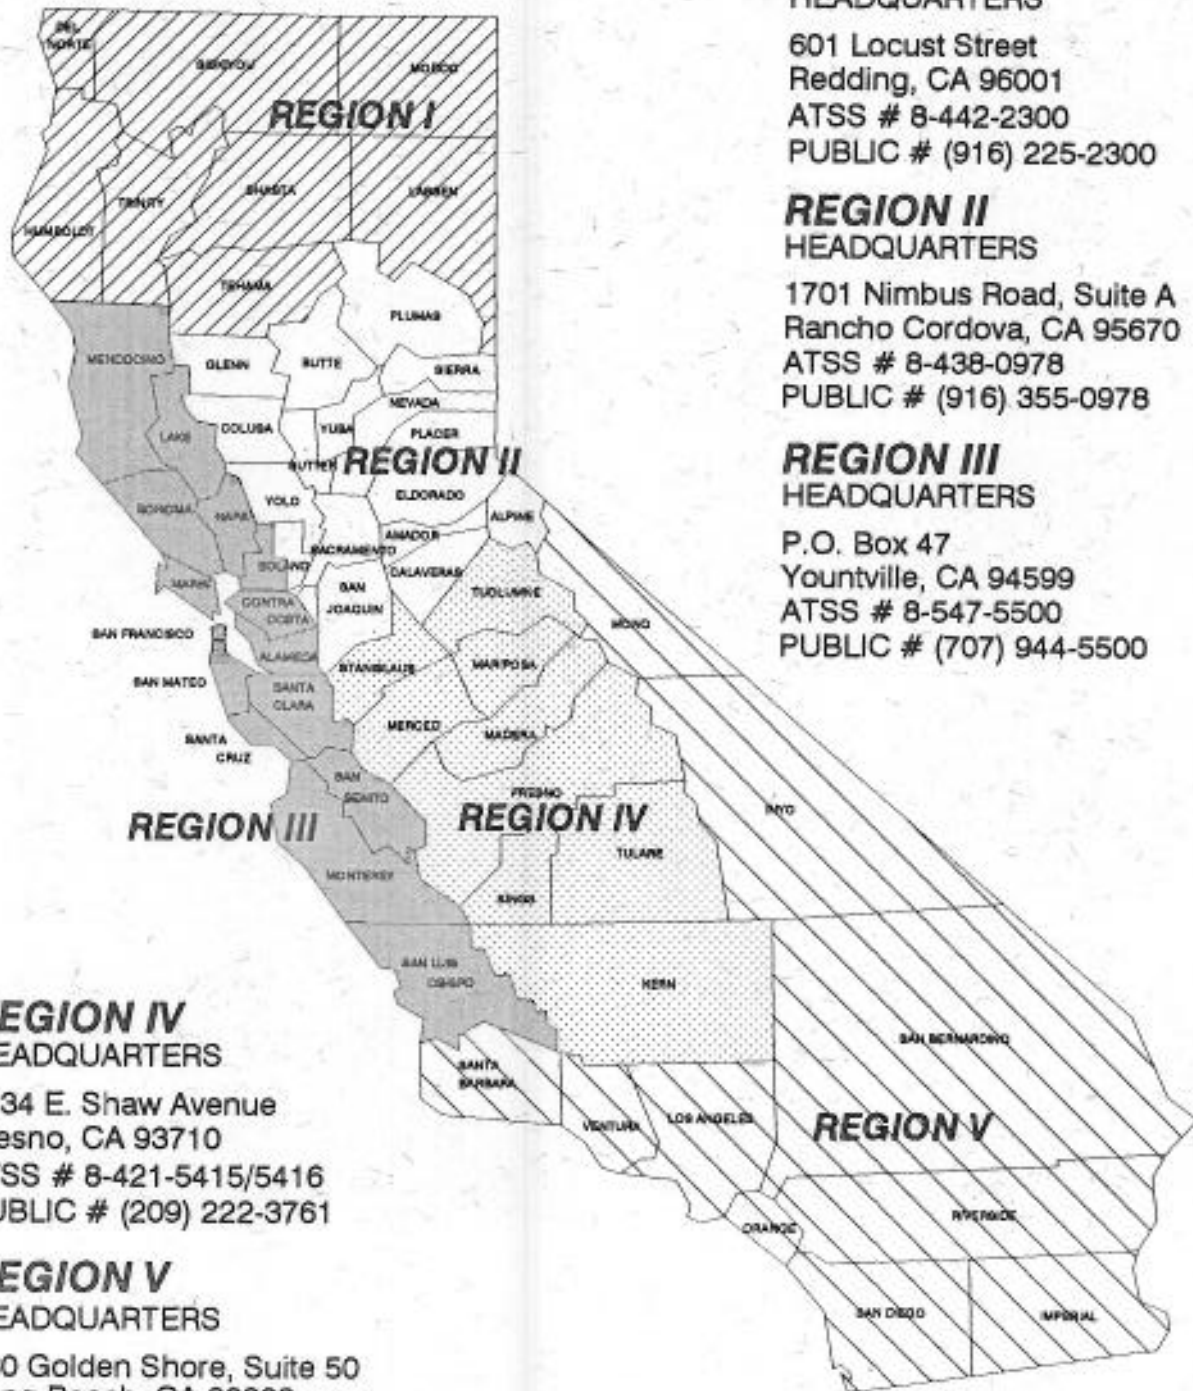 HEADQUARTERS
601 Locust Street
Redding, CA 96001
ATSS # 8-442-2300
PUBLIC # (916) 225-2300
REGION II
HEADQUARTERS
1701 Nimbus Road, Suite A
Rancho Cordova, CA 95670
ATSS # 8-438-0978
PUBLIC # (916) 355-0978
REGION III
HEADQUARTERS
P.O. Box 47
Yountville, CA 94599
ATSS # 8-547-5500
PUBLIC # (707) 944-5500
DEL
NORTE
SISKIYOU
MODOC
REGION I
HUMBOLDT
TRINITY
SHASTA
LASSEN
TEHAMA
PLUMAS
MENDOCINO
GLENN
BUTTE
SIERRA
LAKE
COLUSA
YUBA
NEVADA
PLACER
SUTTER
REGION II
SONOMA
NAPA
YOLO
ELDORADO
ALPINE
SACRAMENTO
AMADOR
MARIN
SOLANO
CALAVERAS
CONTRA
COSTA
SAN
JOAQUIN
TUOLUMNE
MONO
SAN FRANCISCO
ALAMEDA
STANISLAUS
MARIPOSA
SAN MATEO
SANTA
CLARA
MERCED
MADERA
SANTA
CRUZ
SAN
BENITO
FRESNO
INYO
REGION III
REGION IV
MONTEREY
KINGS
TULARE
SAN LUIS
OBISPO
KERN
SAN BERNARDINO
SANTA
BARBARA
VENTURA
LOS ANGELES
REGION V
ORANGE
RIVERSIDE
SAN DIEGO
IMPERIAL
EGION IV
EADQUARTERS
34 E. Shaw Avenue
esno, CA 93710
SS # 8-421-5415/5416
UBLIC # (209) 222-3761
EGION V
EADQUARTERS
0 Golden Shore, Suite 50